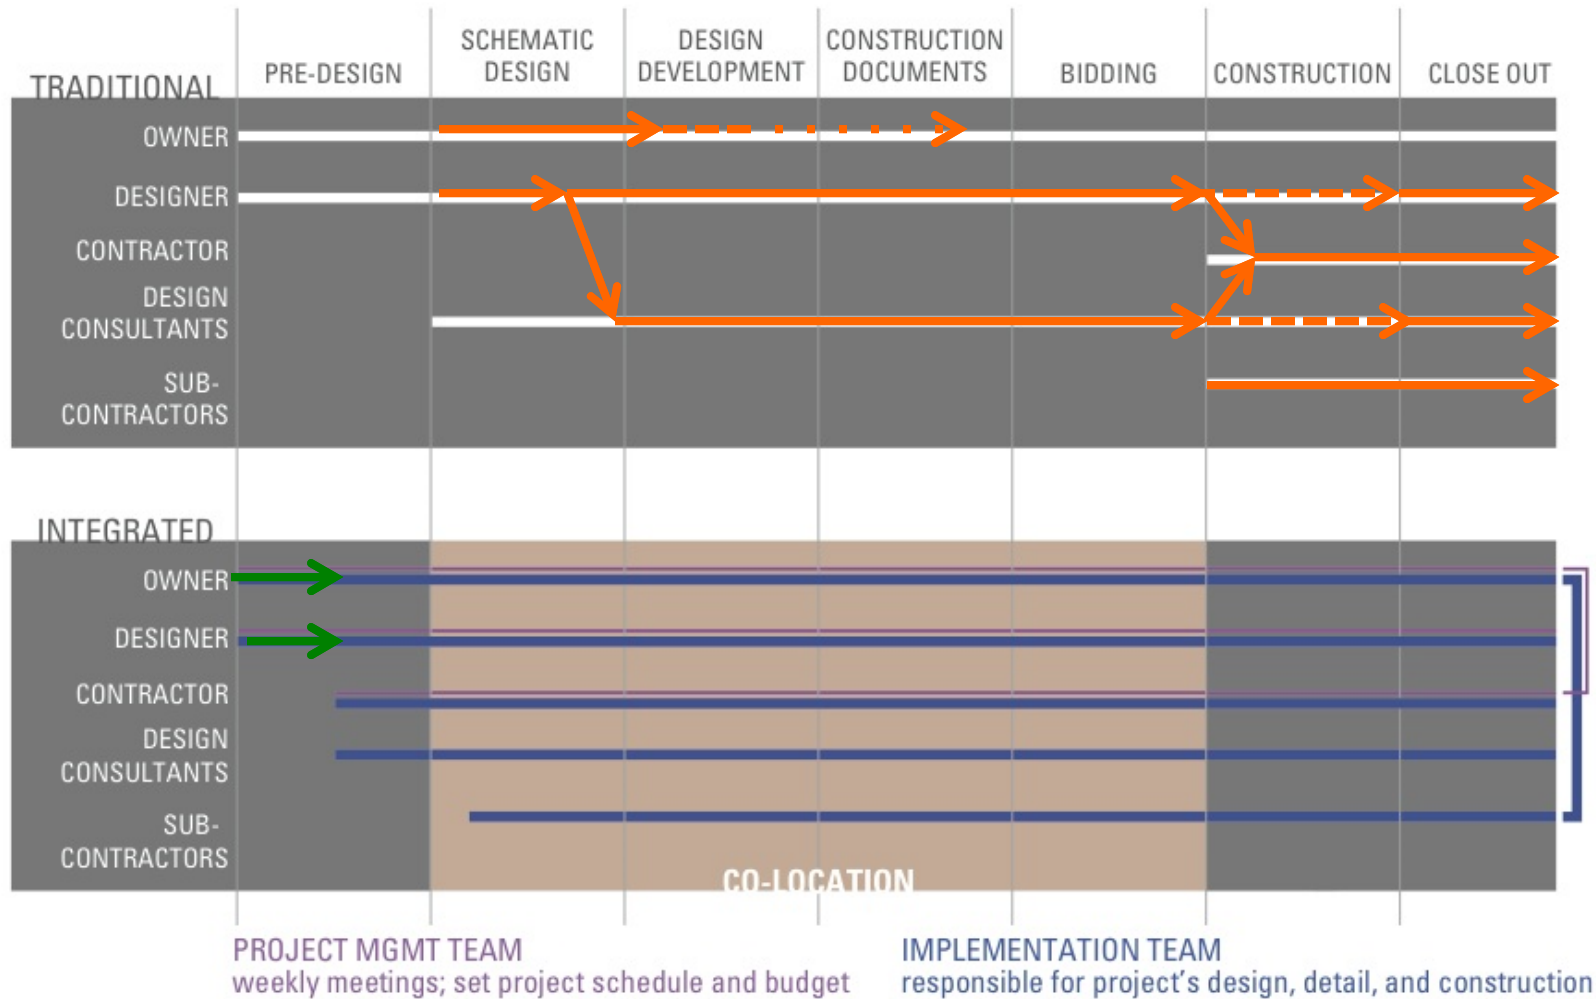 SCHEMATIC
DESIGN
DESIGN
DEVELOPMENT
CONSTRUCTION
DOCUMENTS
PRE-DESIGN
BIDDING
CONSTRUCTION
CLOSE OUT
TRADITIONAL
OWNER
DESIGNER
CONTRACTOR
DESIGN
CONSULTANTS
SUB-
CONTRACTORS
INTEGRATED
OWNER
DESIGNER
CONTRACTOR
DESIGN
CONSULTANTS
SUB-
CONTRACTORS
CO-LOCATION
PROJECT MGMT TEAM
weekly meetings; set project schedule and budget
IMPLEMENTATION TEAM
responsible for project's design, detail, and construction